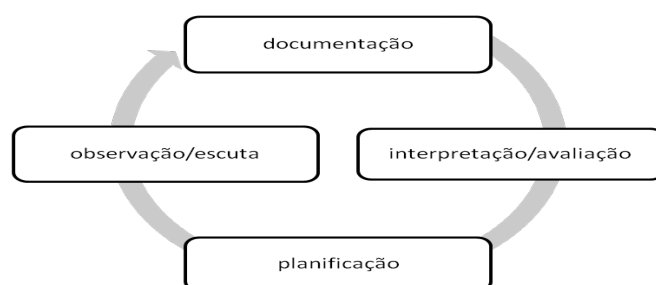 documentação
observação/escuta
interpretação/avaliação
planificação